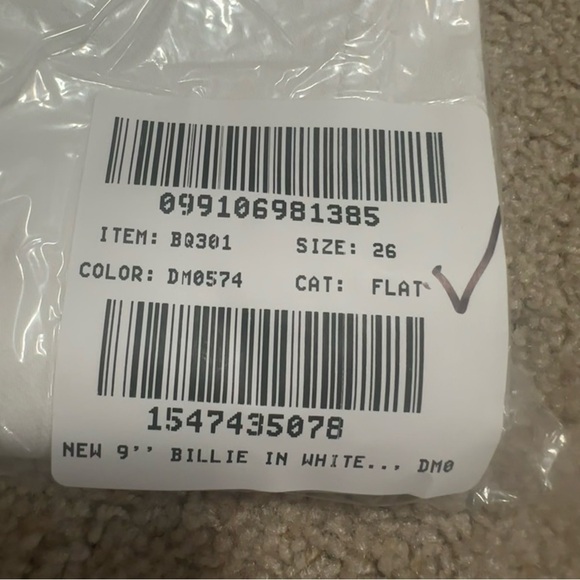 099106981385
ITEM: BQ301 SIZE: 26
COLOR: DM0574 CAT: FLAT
1547435078
NEW 9'' BILLIE IN WHITE... DM0